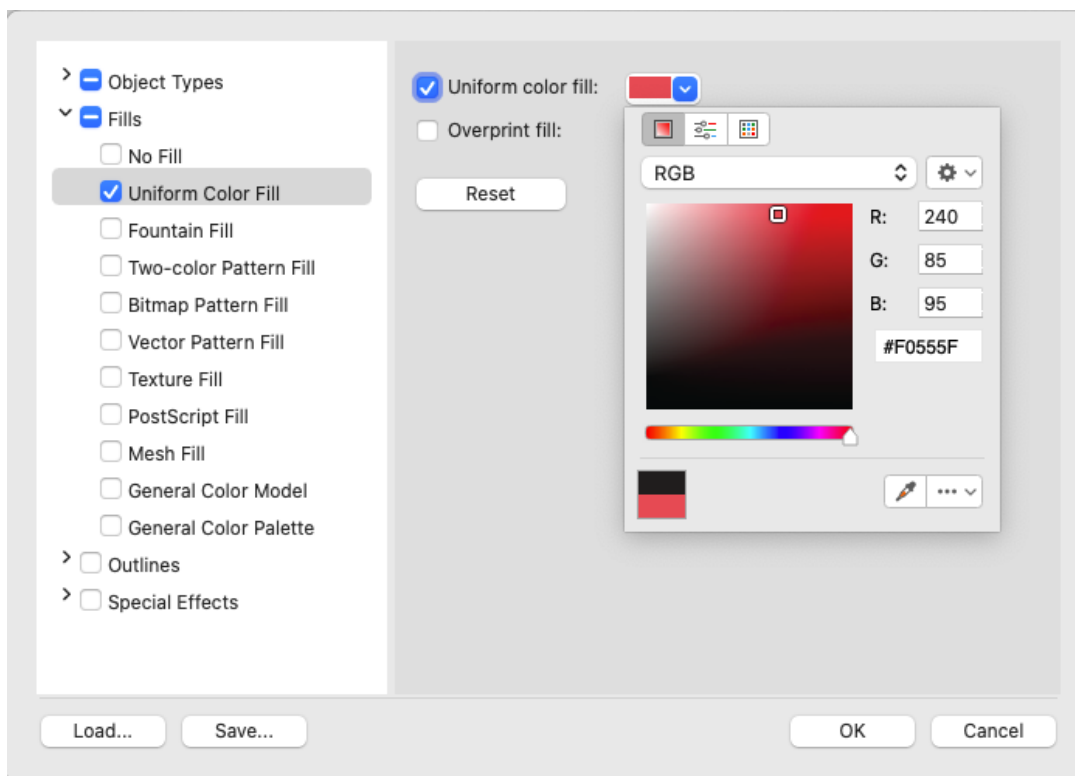 Object Types
Fills
No Fill
Uniform Color Fill
Fountain Fill
Two-color Pattern Fill
Bitmap Pattern Fill
Vector Pattern Fill
Texture Fill
PostScript Fill
Mesh Fill
General Color Model
General Color Palette
Outlines
Special Effects
Uniform color fill:
Overprint fill:
Reset
RGB
R: 240
G: 85
B: 95
#F0555F
Load...
Save...
OK
Cancel